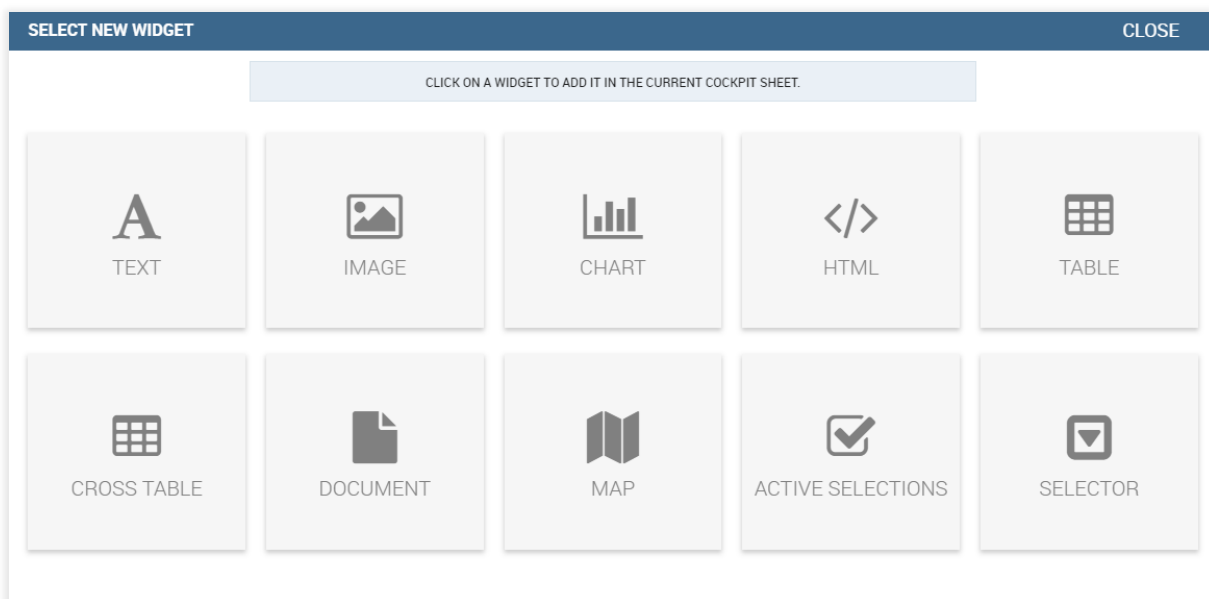 SELECT NEW WIDGET
CLOSE
CLICK ON A WIDGET TO ADD IT IN THE CURRENT COCKPIT SHEET.
TEXT
IMAGE
CHART
HTML
TABLE
CROSS TABLE
DOCUMENT
MAP
ACTIVE SELECTIONS
SELECTOR